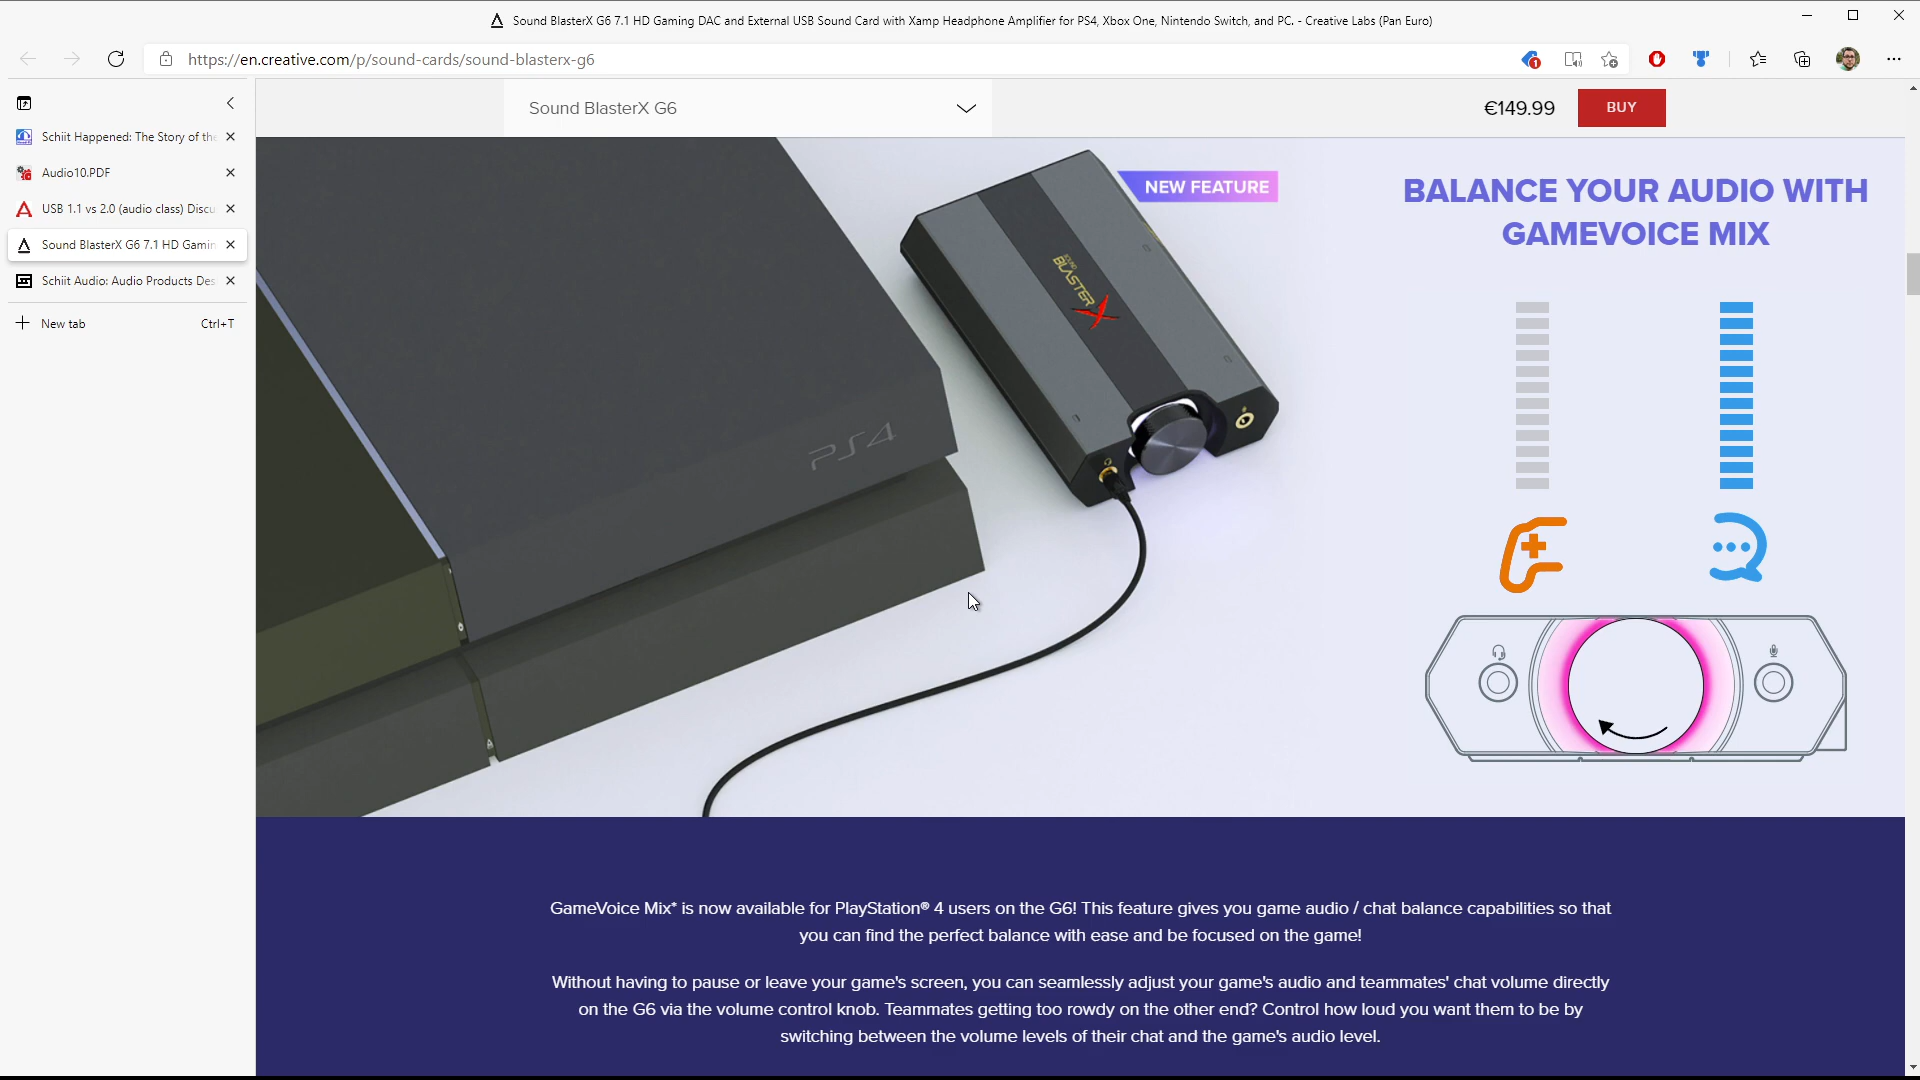 Sound BlasterX G6 7.1 HD Gaming DAC and External USB Sound Card with Xamp Headphone Amplifier for PS4, Xbox One, Nintendo Switch, and PC. - Creative Labs (Pan Euro)
https://en.creative.com/p/sound-cards/sound-blasterx-g6
1
Schiit Happened: The Story of the
Audio10.PDF
USB 1.1 vs 2.0 (audio class) Discu
Sound BlasterX G6 7.1 HD Gamin
Schiit Audio: Audio Products Des
New tab Ctrl+T
Sound BlasterX G6
€149.99
BUY
NEW FEATURE
SOUND
BLASTER
X
PS4
BALANCE YOUR AUDIO WITH
GAMEVOICE MIX
GameVoice Mix* is now available for PlayStation® 4 users on the G6! This feature gives you game audio / chat balance capabilities so that
you can find the perfect balance with ease and be focused on the game!
Without having to pause or leave your game's screen, you can seamlessly adjust your game's audio and teammates' chat volume directly
on the G6 via the volume control knob. Teammates getting too rowdy on the other end? Control how loud you want them to be by
switching between the volume levels of their chat and the game's audio level.